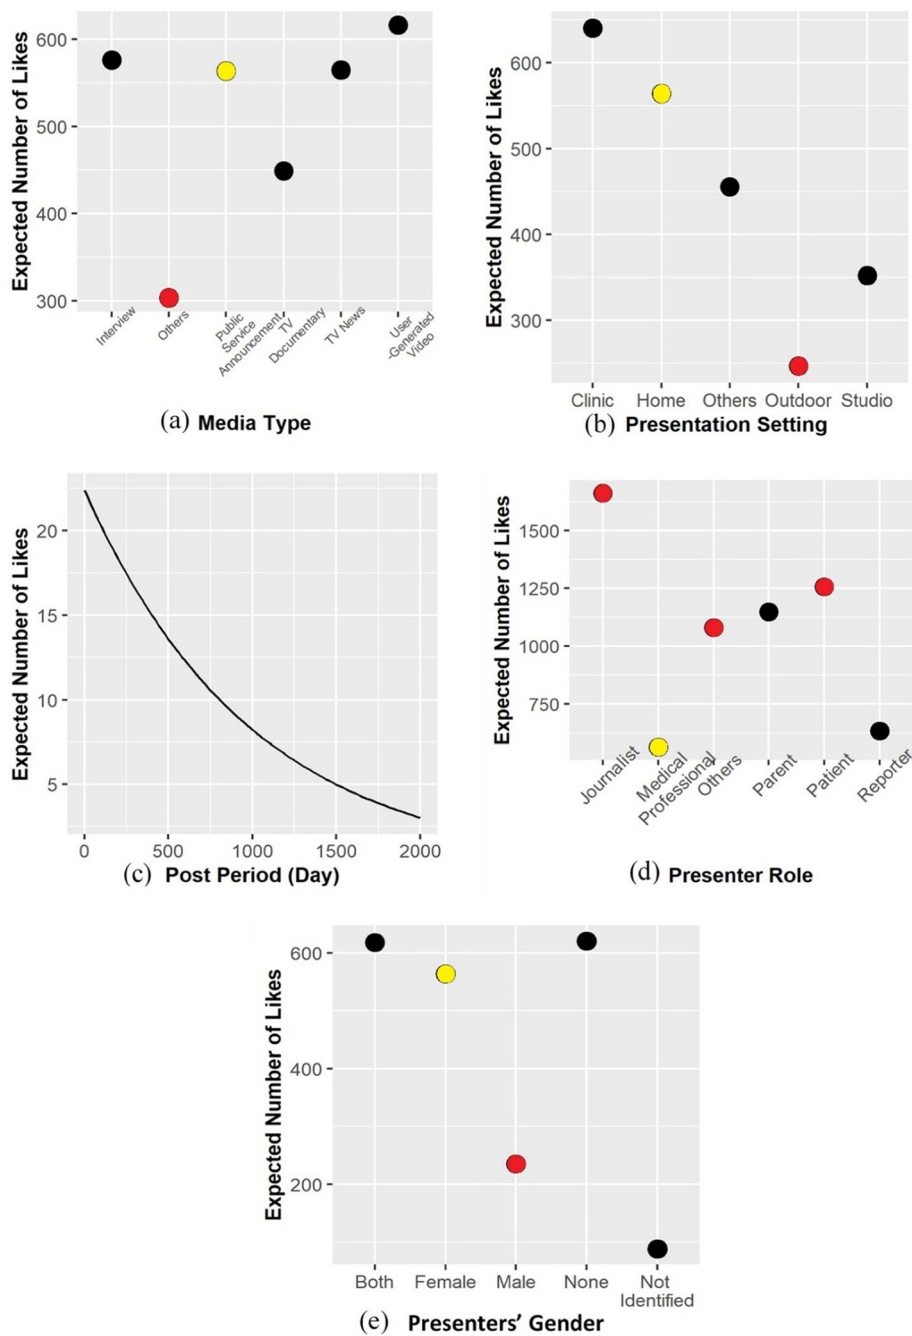 Expected Number of Likes
600
500
400
300
Interview
Others
Public
Service
Announcement
TV
Documentary
TV News
User
-Generated
Video
(a) Media Type
Expected Number of Likes
600
500
400
300
Clinic Home Others Outdoor Studio
(b) Presentation Setting
Expected Number of Likes
20
15
10
5
0 500 1000 1500 2000
(c) Post Period (Day)
Expected Number of Likes
1500
1250
1000
750
Journalist
Medical
Professional
Others
Parent
Patient
Reporter
(d) Presenter Role
Expected Number of Likes
600
400
200
Both Female Male None Not
Identified
(e) Presenters’ Gender